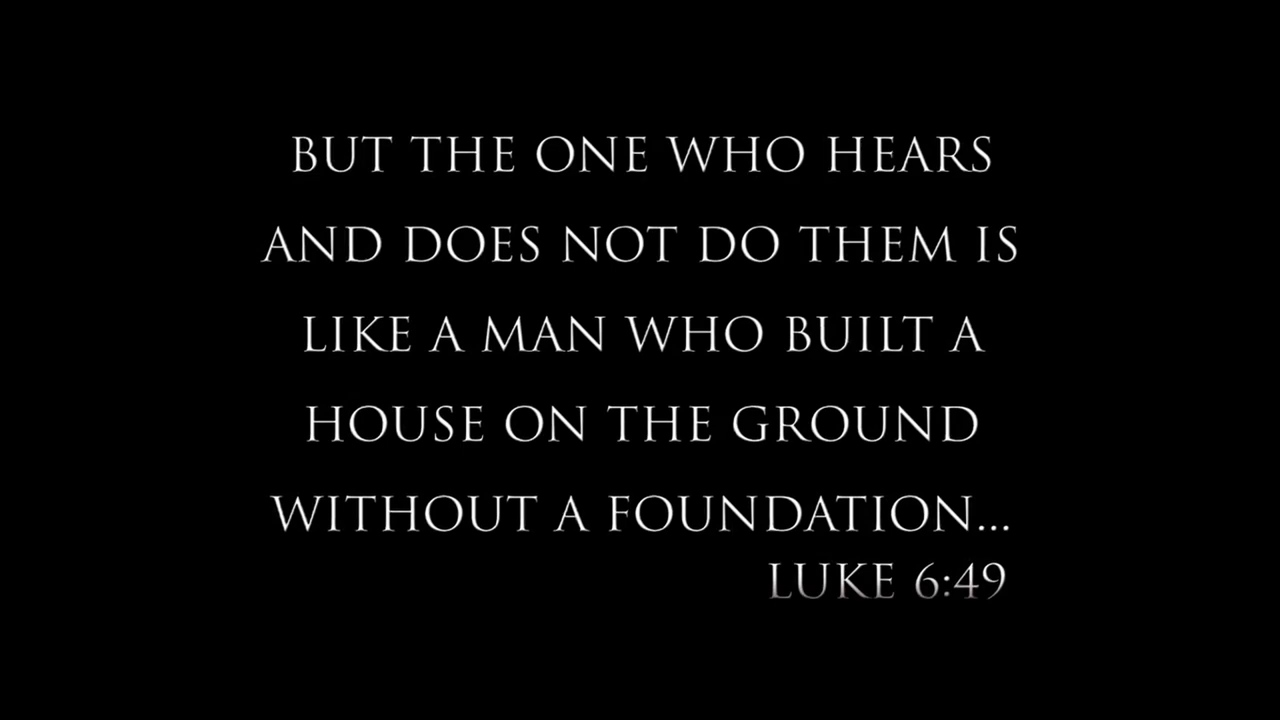 BUT THE ONE WHO HEARS
AND DOES NOT DO THEM IS
LIKE A MAN WHO BUILT A
HOUSE ON THE GROUND
WITHOUT A FOUNDATION...
LUKE 6:49